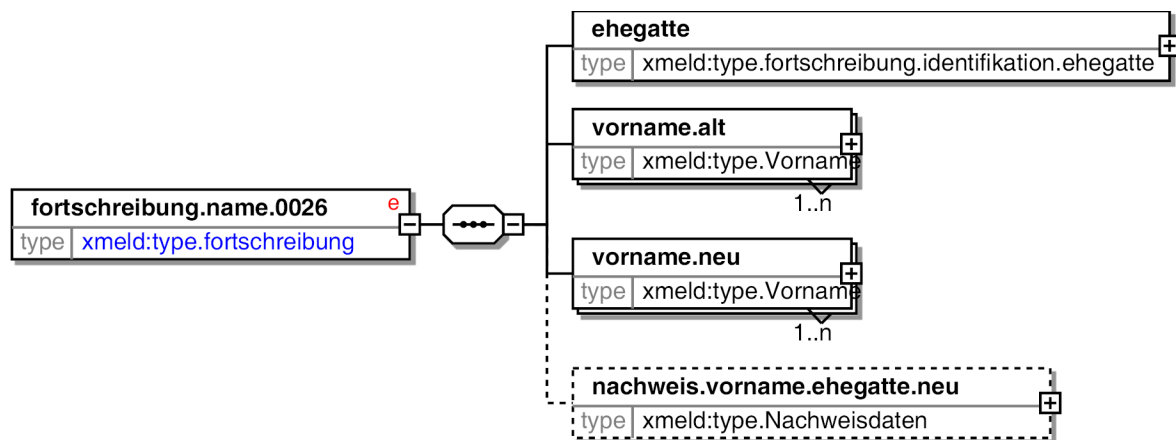 ehegatte
type xmeld:type.fortschreibung.identifikation.ehegatte
vorname.alt
type xmeld:type.Vorname
1..n
fortschreibung.name.0026 e
type xmeld:type.fortschreibung
vorname.neu
type xmeld:type.Vorname
1..n
nachweis.vorname.ehegatte.neu
type xmeld:type.Nachweisdaten